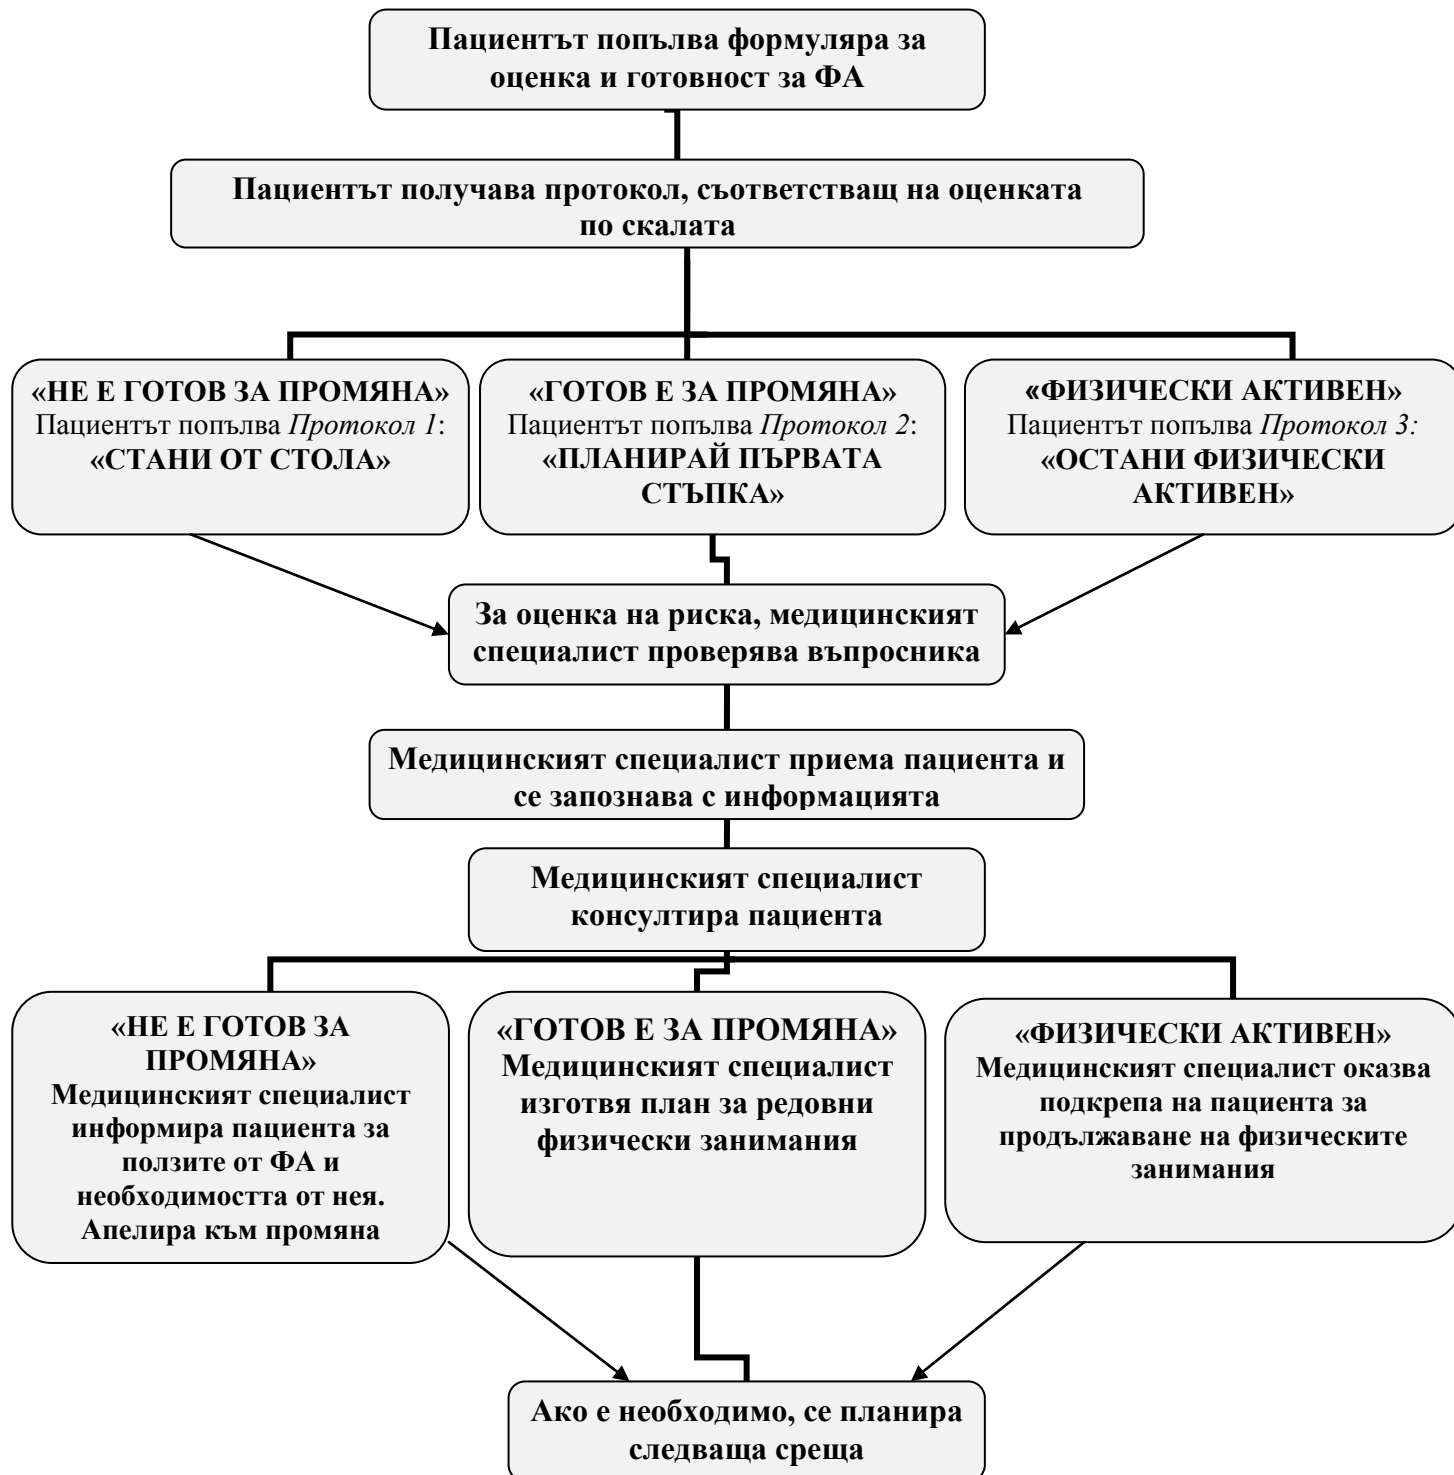 Пациентът попълва формуляра за
оценка и готовност за ФА
Пациентът получава протокол, съответстващ на оценката
по скалата
«НЕ Е ГОТОВ ЗА ПРОМЯНА»
Пациентът попълва Протокол 1:
«СТАНИ ОТ СТОЛА»
«ГОТОВ Е ЗА ПРОМЯНА»
Пациентът попълва Протокол 2:
«ПЛАНИРАЙ ПЪРВАТА
СТЪПКА»
«ФИЗИЧЕСКИ АКТИВЕН»
Пациентът попълва Протокол 3:
«ОСТАНИ ФИЗИЧЕСКИ
АКТИВЕН»
За оценка на риска, медицинският
специалист проверява въпросника
Медицинският специалист приема пациента и
се запознава с информацията
Медицинският специалист
консултира пациента
«НЕ Е ГОТОВ ЗА
ПРОМЯНА»
Медицинският специалист
информира пациента за
ползите от ФА и
необходимостта от нея.
Апелира към промяна
«ГОТОВ Е ЗА ПРОМЯНА»
Медицинският специалист
изготвя план за редовни
физически занимания
«ФИЗИЧЕСКИ АКТИВЕН»
Медицинският специалист оказва
подкрепа на пациента за
продължаване на физическите
занимания
Ако е необходимо, се планира
следваща среща